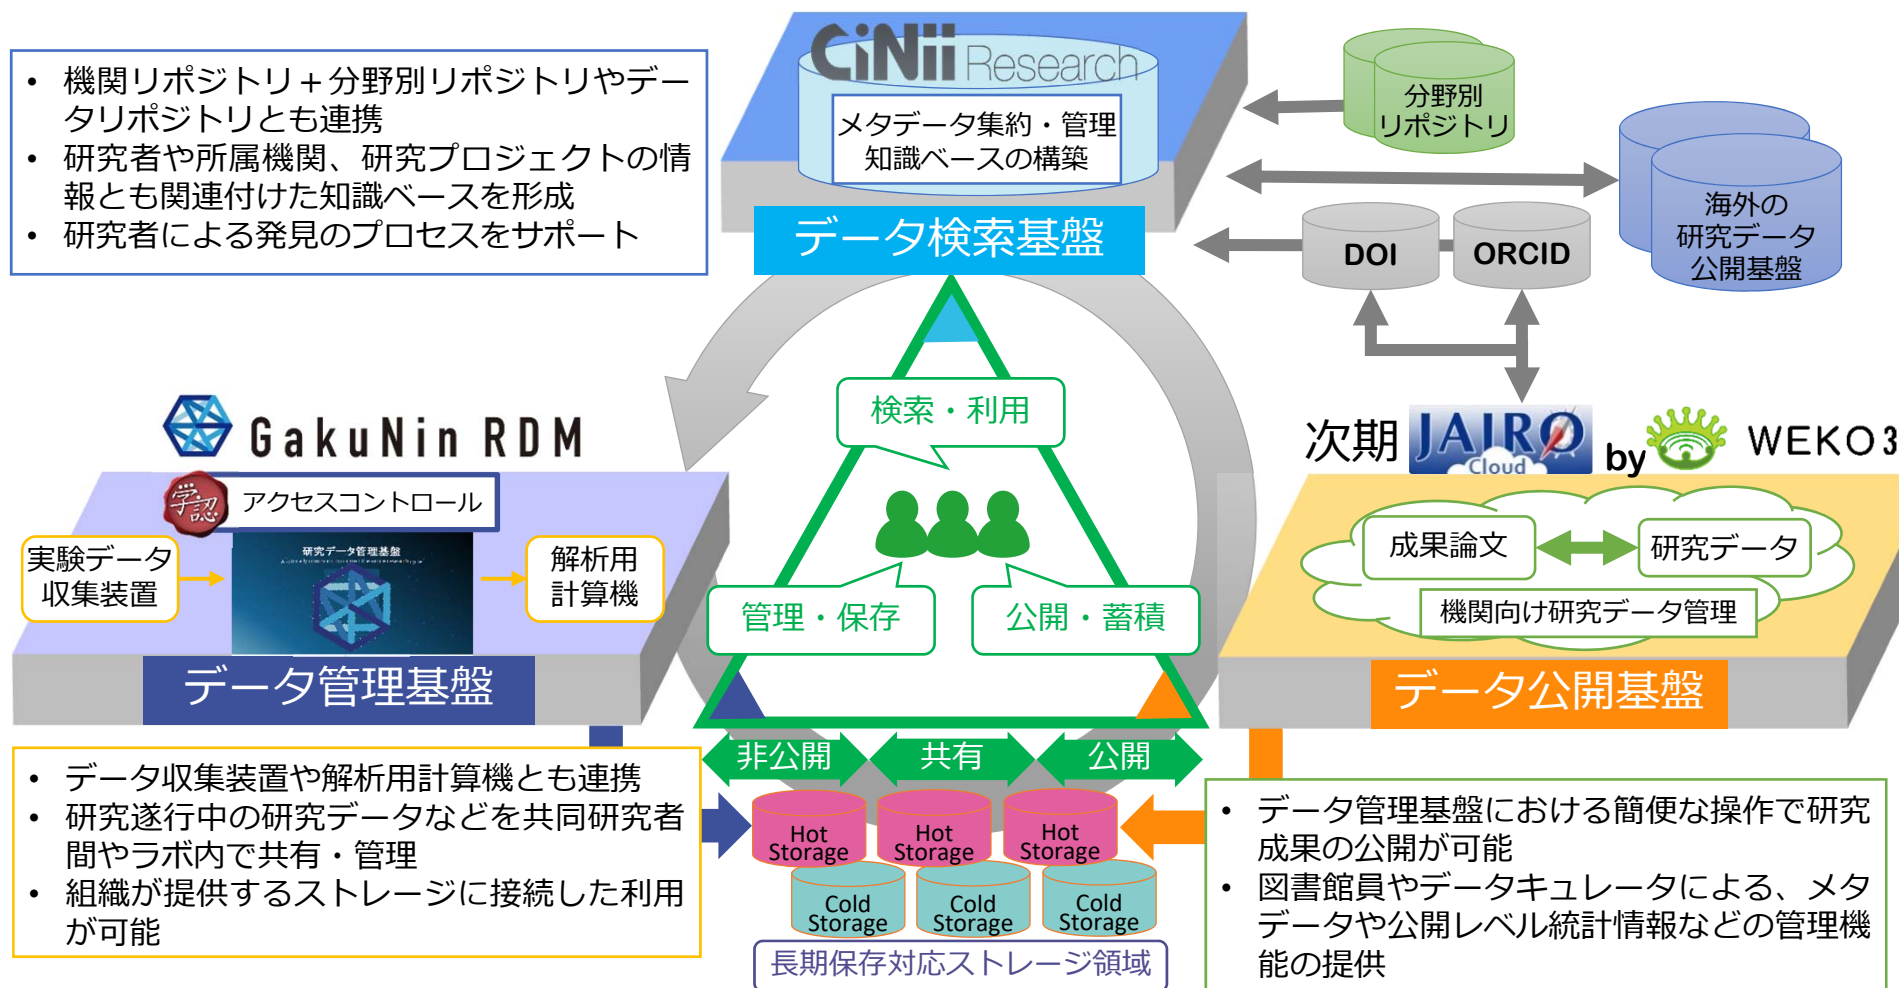 CiNii Research
メタデータ集約・管理
知識ベースの構築
データ検索基盤
• 機関リポジトリ+分野別リポジトリやデー
タリポジトリとも連携
• 研究者や所属機関、研究プロジェクトの情
報とも関連付けた知識ベースを形成
• 研究者による発見のプロセスをサポート
分野別
リポジトリ
海外の
研究データ
公開基盤
DOI
ORCID
検索・利用
管理・保存
公開・蓄積
GakuNin RDM
学認
アクセスコントロール
実験データ
収集装置
研究データ管理基盤
解析用
計算機
データ管理基盤
次期 JAIRO Cloud by WEKO3
成果論文
研究データ
機関向け研究データ管理
データ公開基盤
非公開
共有
公開
• データ収集装置や解析用計算機とも連携
• 研究遂行中の研究データなどを共同研究者
間やラボ内で共有・管理
• 組織が提供するストレージに接続した利用
が可能
Hot
Storage
Hot
Storage
Hot
Storage
Cold
Storage
Cold
Storage
Cold
Storage
長期保存対応ストレージ領域
• データ管理基盤における簡便な操作で研究
成果の公開が可能
• 図書館員やデータキュレータによる、メタ
データや公開レベル統計情報などの管理機
能の提供